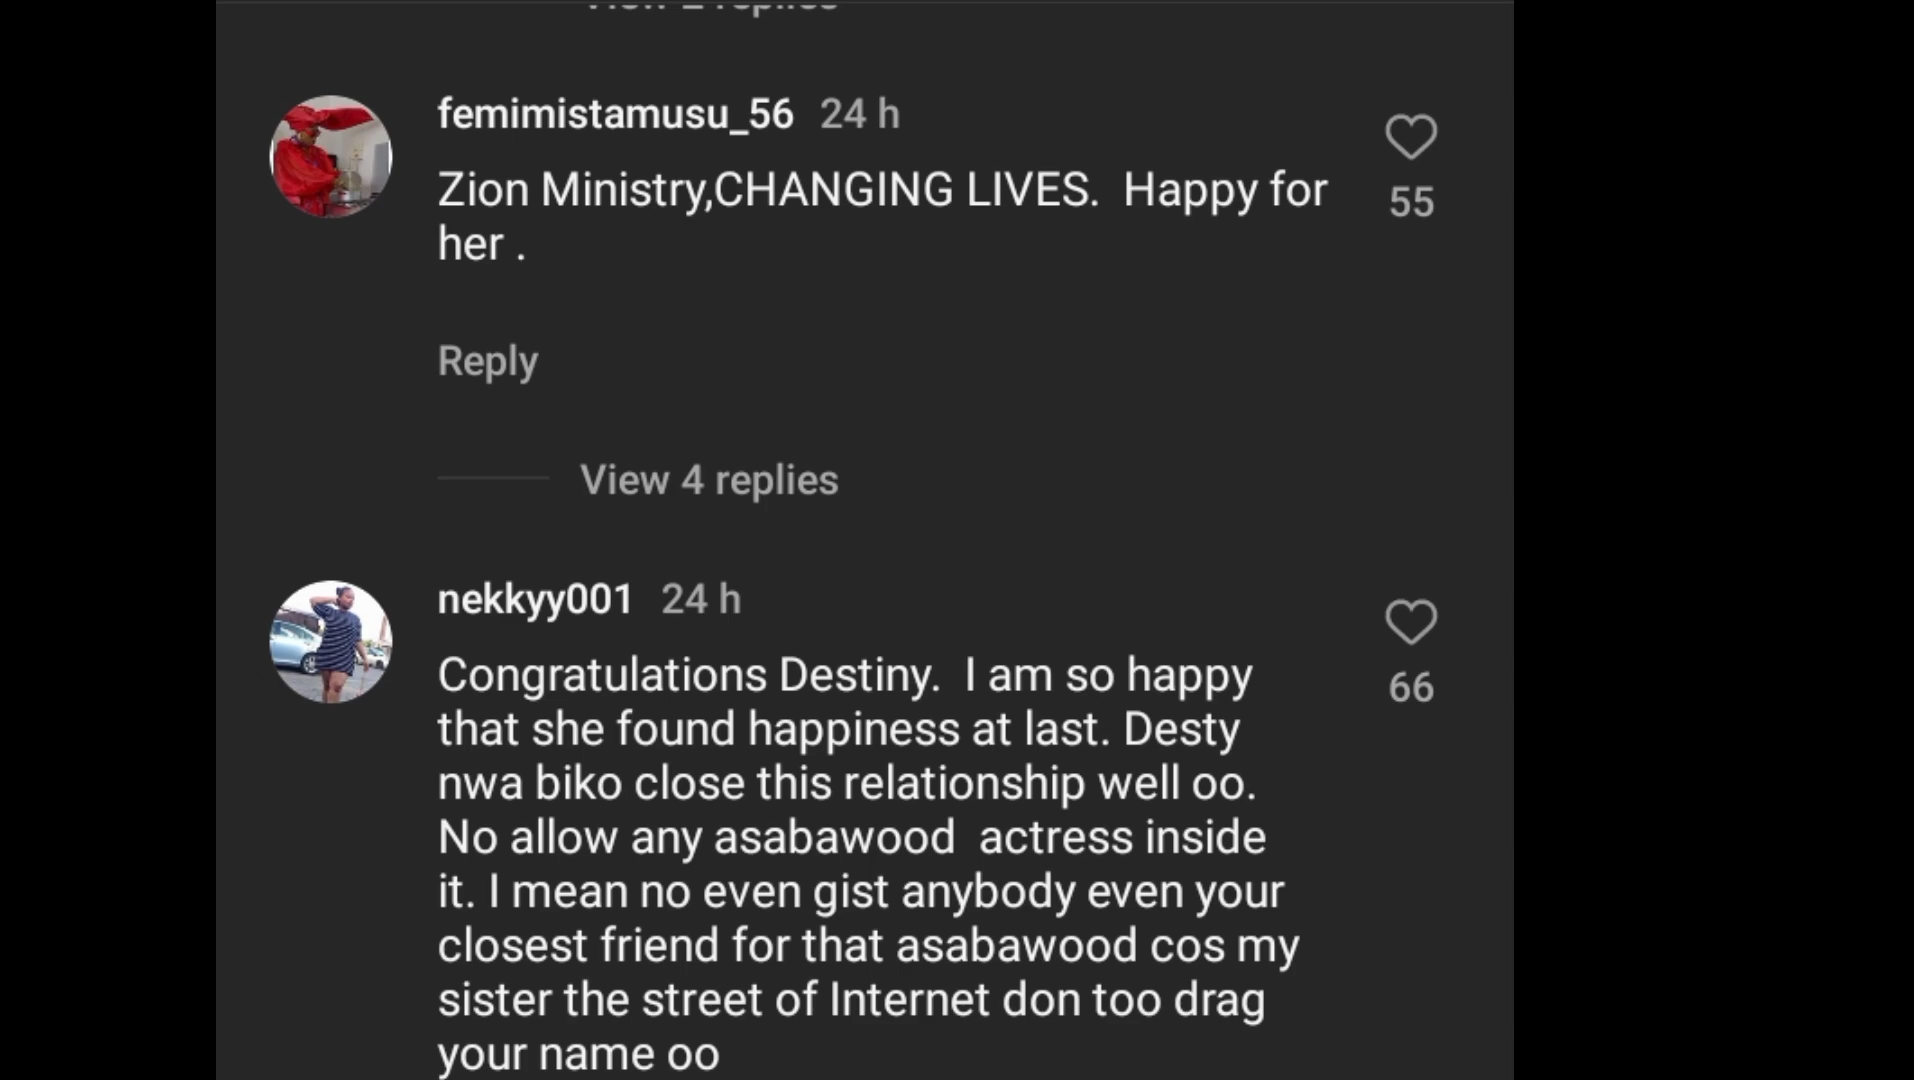 View 2 replies
femimistamusu_56 24 h
Zion Ministry,CHANGING LIVES.  Happy for
55
her .
Reply
View 4 replies
nekkyy001 24 h
Congratulations Destiny.  I am so happy
66
that she found happiness at last. Desty
nwa biko close this relationship well oo.
No allow any asabawood  actress inside
it. I mean no even gist anybody even your
closest friend for that asabawood cos my
sister the street of Internet don too drag
your name oo